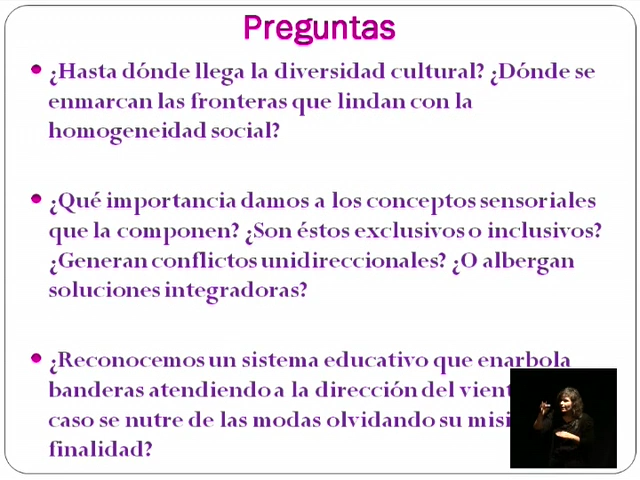 Preguntas
¿Hasta dónde llega la diversidad cultural? ¿Dónde se
enmarcan las fronteras que lindan con la
homogeneidad social?
¿Qué importancia damos a los conceptos sensoriales
que la componen? ¿Son éstos exclusivos o inclusivos?
¿Generan conflictos unidireccionales? ¿O albergan
soluciones integradoras?
¿Reconocemos un sistema educativo que enarbola
banderas atendiendo a la dirección del
caso se nutre de las modas olvidando su
finalidad?